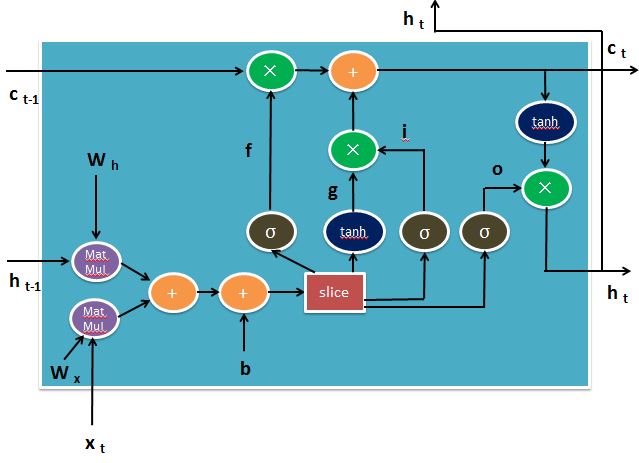 h t
c t
× +
c t-1
tanh
i
f
×
o
W h
g
×
σ tanh σ σ
Mat
Mul
h t-1
+ + slice
h t
Mat
Mul
W x
b
x t